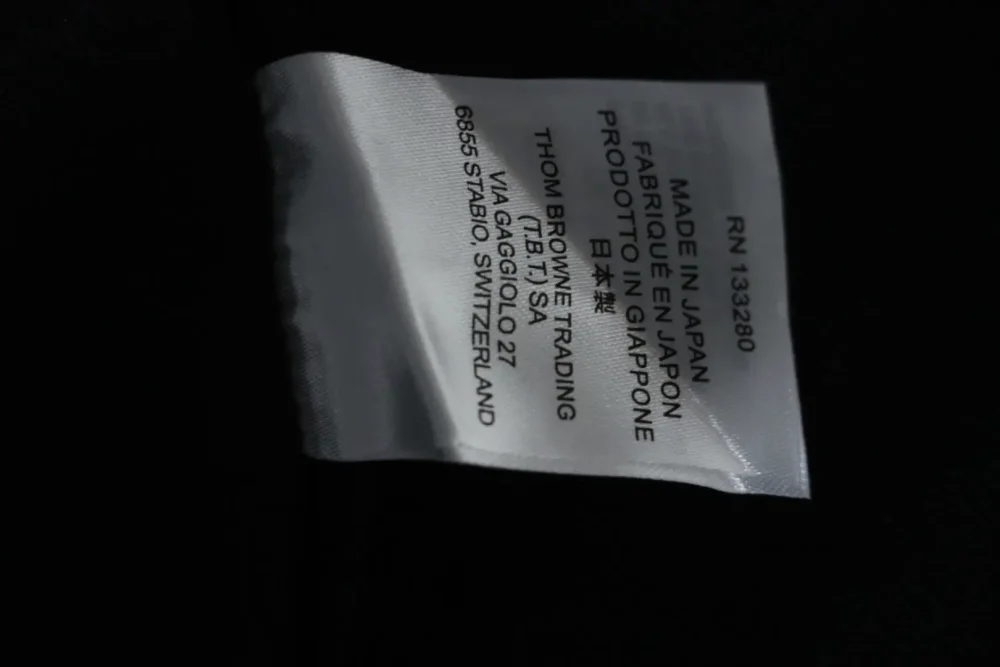 RN 133280
MADE IN JAPAN
FABRIQUÉ EN JAPON
PRODOTTO IN GIAPPONE
日本製
THOM BROWNE TRADING
(T.B.T.) SA
VIA GAGGIOLO 27
6855 STABIO, SWITZERLAND